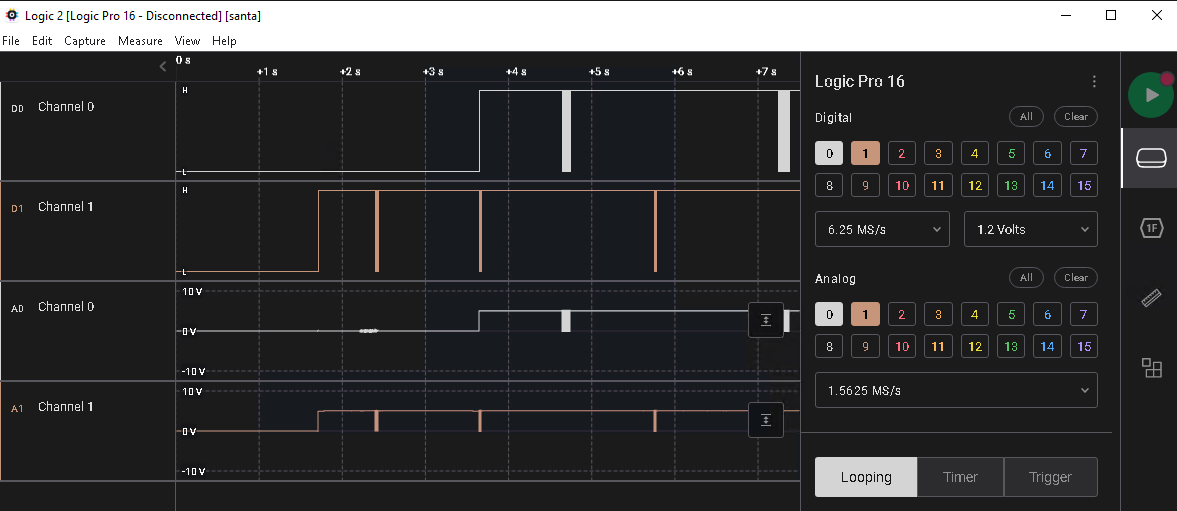 Logic 2 [Logic Pro 16 - Disconnected] [santa]
File Edit Capture Measure View Help
0 s
+1 s +2 s +3 s +4 s +5 s +6 s +7 s
D0 Channel 0
H
L
D1 Channel 1
H
L
A0 Channel 0
10 V
0 V
-10 V
A1 Channel 1
10 V
0 V
-10 V
Logic Pro 16
Digital All Clear
0 1 2 3 4 5 6 7
8 9 10 11 12 13 14 15
6.25 MS/s 1.2 Volts
Analog All Clear
0 1 2 3 4 5 6 7
8 9 10 11 12 13 14 15
1.5625 MS/s
Looping Timer Trigger
1F